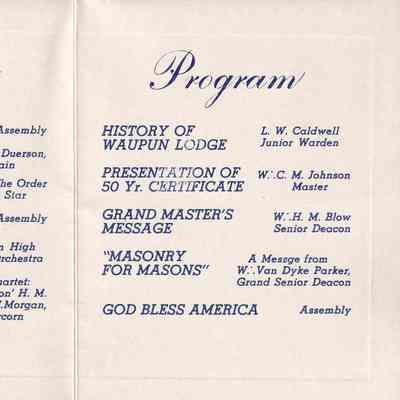 Assembly
Duerson,
ain
he Order
Star
Assembly
n High
rchestra
artet:
on' H. M.
.Morgan,
rcorn
Program
HISTORY OF L. W. Caldwell
WAUPUN LODGE Junior Warden
PRESENTATION OF W∴C. M. Johnson
50 Yr. CERTIFICATE Master
GRAND MASTER'S W∴H. M. Blow
MESSAGE Senior Deacon
"MASONRY A Messge from
FOR MASONS" W∴Van Dyke Parker,
Grand Senior Deacon
GOD BLESS AMERICA Assembly